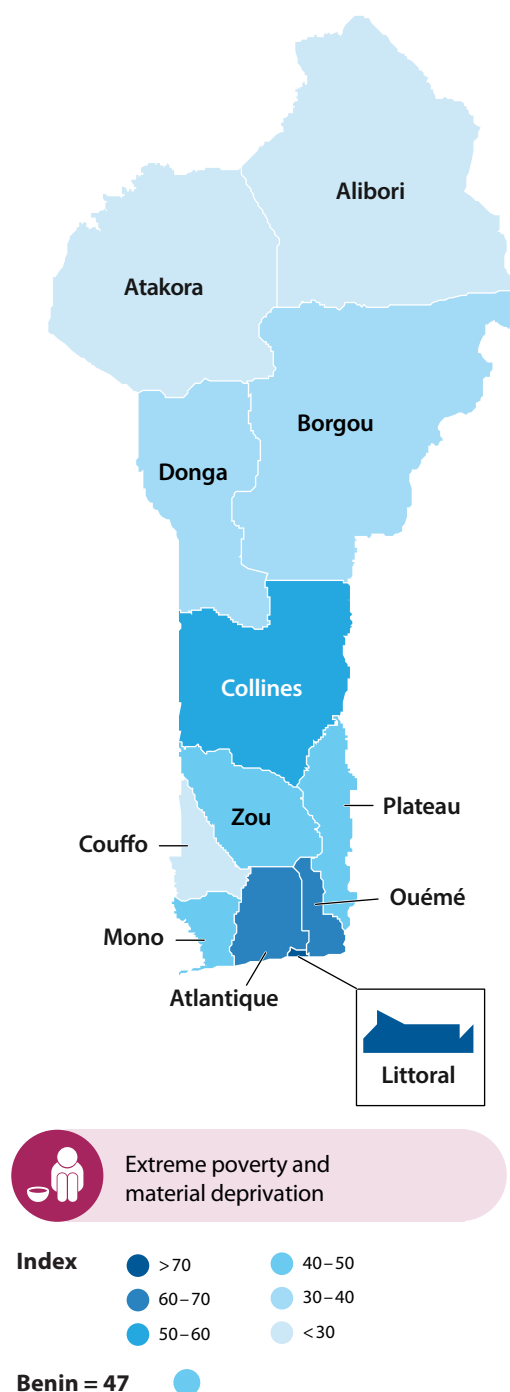 Alibori
Atakora
Borgou
Donga
Collines
Plateau
Zou
Couffo
Ouémé
Mono
Atlantique
Littoral
Extreme poverty and
material deprivation
Index
>70
40–50
60–70
30–40
50–60
<30
Benin = 47